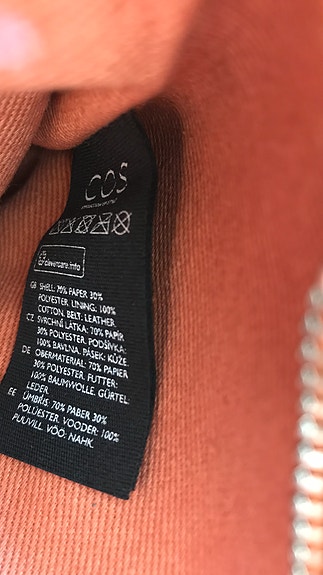 COS
clevercare.info
GB SHELL: 70% PAPER 30%
POLYESTER. LINING: 100%
COTTON. BELT: LEATHER.
CZ SVRCHNÍ LÁTKA: 70% PAPÍR
30% POLYESTER. PODŠÍVKA:
100% BAVLNA. PÁSEK: KŮŽE
DE OBERMATERIAL: 70% PAPIER
30% POLYESTER. FUTTER:
100% BAUMWOLLE. GÜRTEL:
LEDER.
EE ÜMBRIS: 70% PABER 30%
POLÜESTER. VOODER: 100%
PUUVILL. VÖÖ: NAHK.